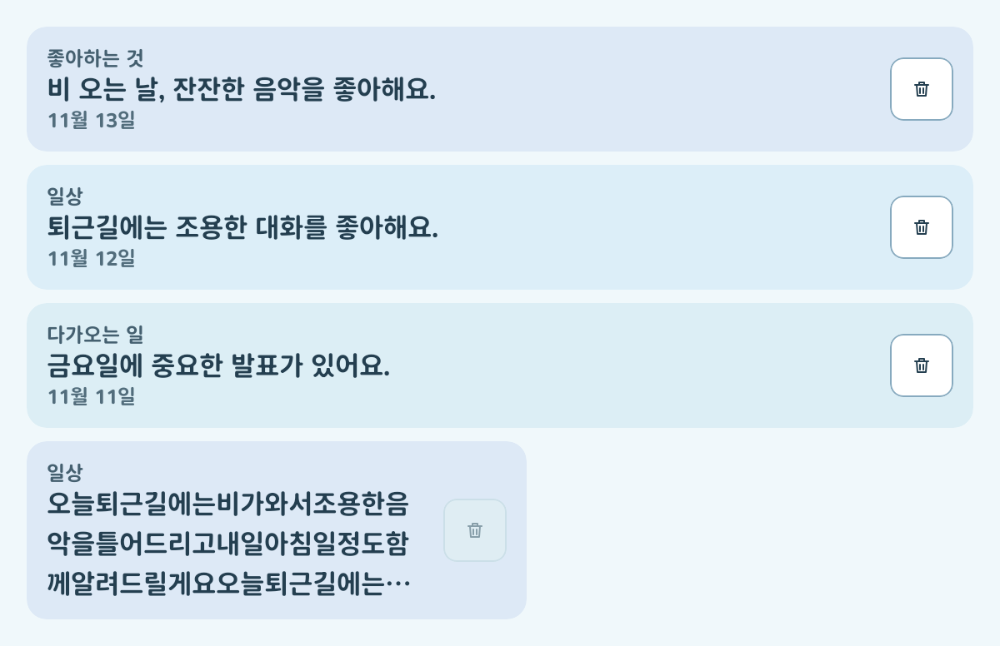 좋아하는 것
비 오는 날, 잔잔한 음악을 좋아해요.
11월 13일
일상
퇴근길에는 조용한 대화를 좋아해요.
11월 12일
다가오는 일
금요일에 중요한 발표가 있어요.
11월 11일
일상
오늘퇴근길에는비가와서조용한음
악을틀어드리고내일아침일정도함
께알려드릴게요오늘퇴근길에는⋯